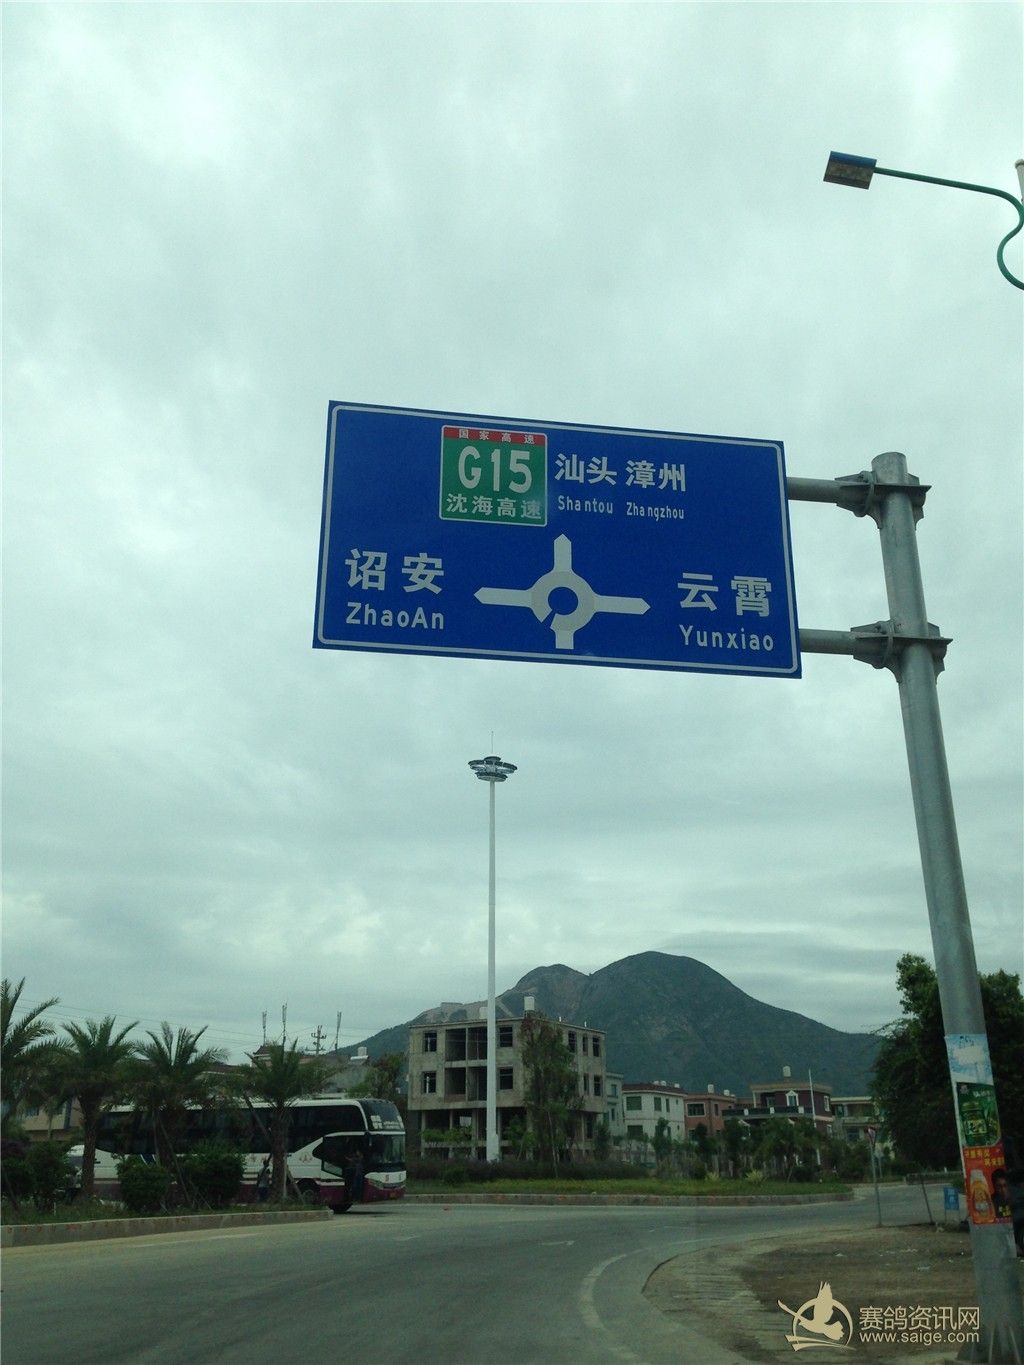 国家高速
G15
沈海高速
汕头 漳州
Shantou Zhangzhou
诏安
ZhaoAn
云霄
Yunxiao
赛鸽资讯网
www.saige.com